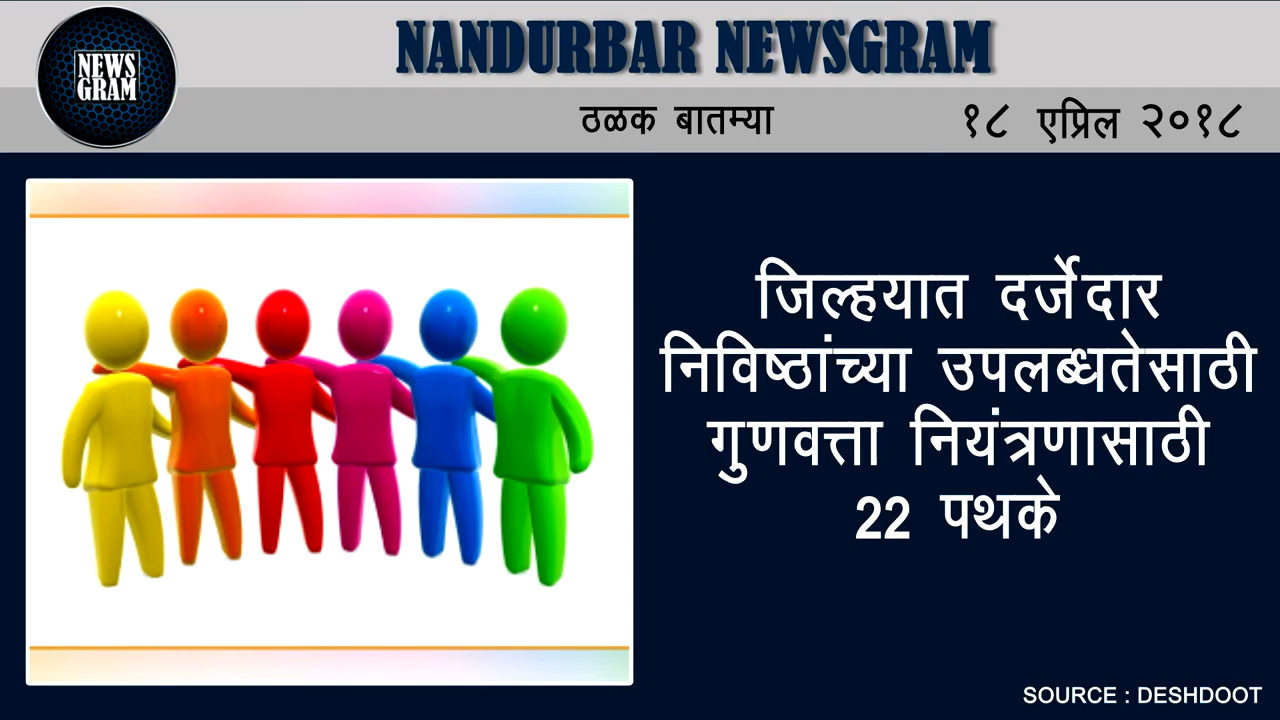 NEWS
GRAM
NANDURBAR NEWSGRAM
ठळक बातम्या
१८ एप्रिल २०१८
जिल्हयात दर्जेदार
निविष्ठांच्या उपलब्धतेसाठी
गुणवत्ता नियंत्रणासाठी
22 पथके
SOURCE : DESHDOOT